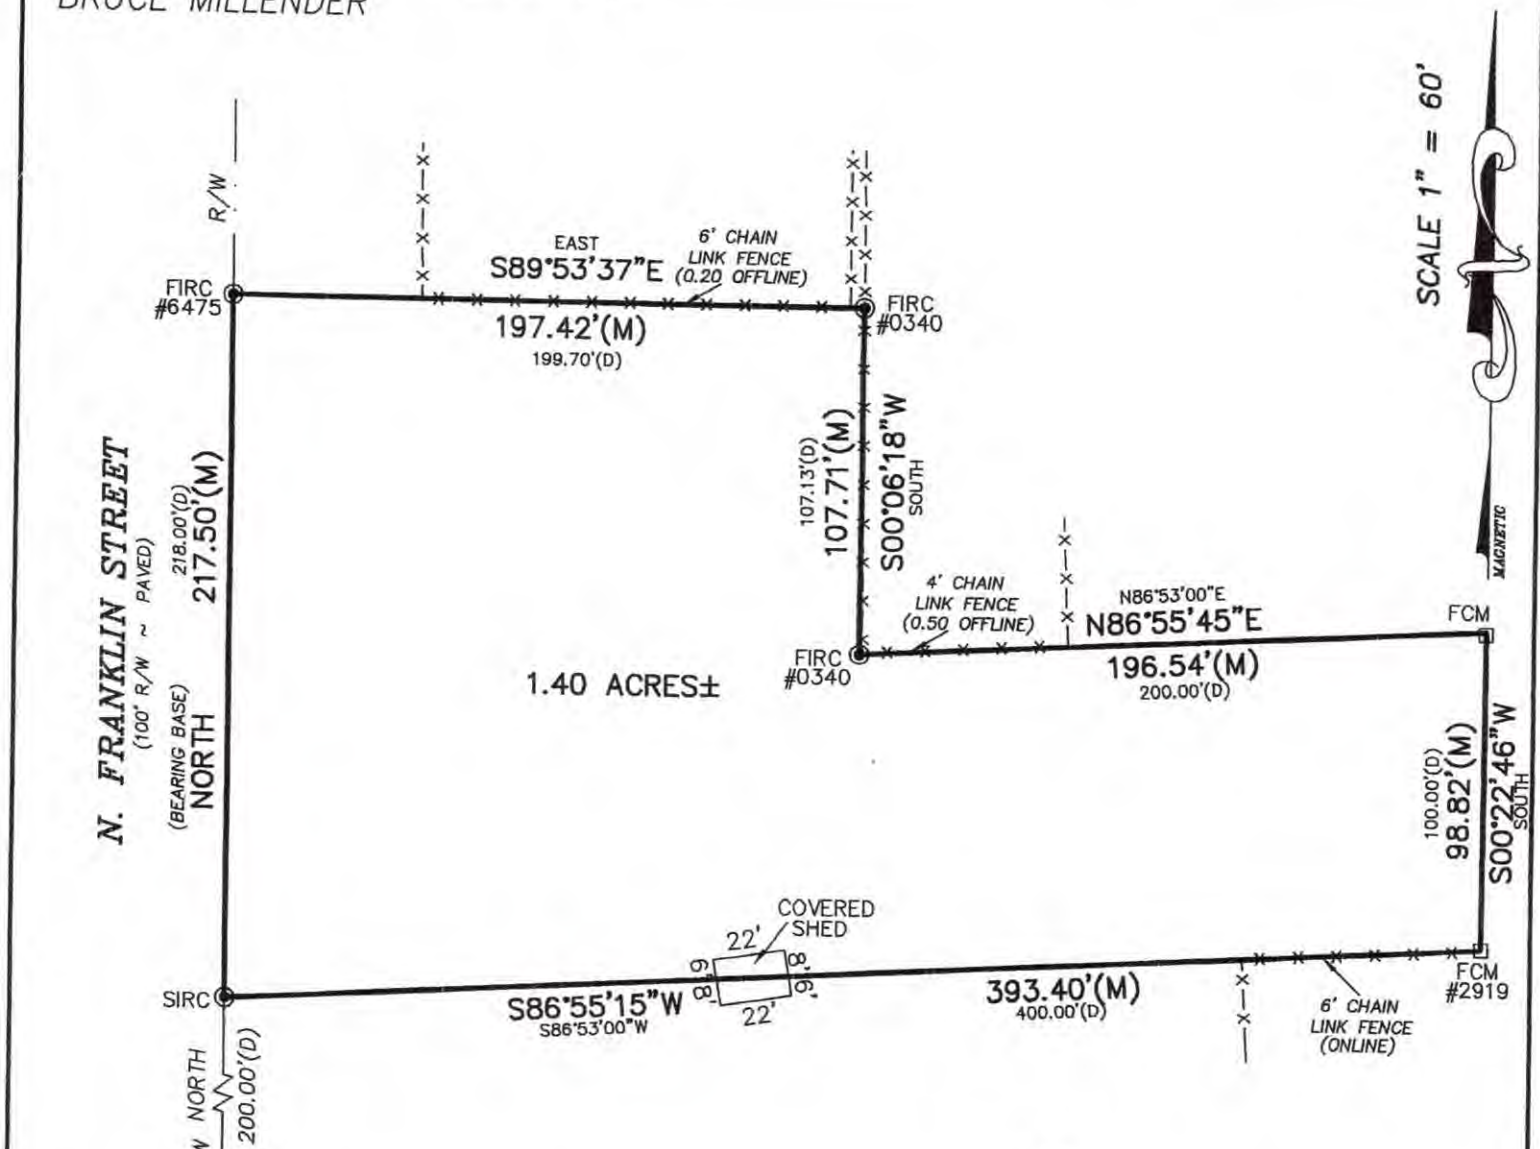 BRUCE MILLENDER
SCALE 1" = 60'
MAGNETIC
R/W
FIRC
#6475
EAST
S89°53'37"E
197.42'(M)
199.70'(D)
6' CHAIN
LINK FENCE
(0.20 OFFLINE)
FIRC
#0340
N. FRANKLIN STREET
(100' R/W ~ PAVED)
218.00'(D)
217.50'(M)
(BEARING BASE)
NORTH
107.13'(D)
107.71'(M)
S00°06'18"W
SOUTH
4' CHAIN
LINK FENCE
(0.50 OFFLINE)
N86°53'00"E
N86°55'45"E
196.54'(M)
200.00'(D)
FCM
FIRC
#0340
1.40 ACRES±
100.00'(D)
98.82'(M)
S00°22'46"W
SOUTH
COVERED
SHED
22'
8'6'
6'8'
22'
SIRC
S86°55'15"W
S86°53'00"W
393.40'(M)
400.00'(D)
6' CHAIN
LINK FENCE
(ONLINE)
FCM
#2919
NORTH
200.00'(D)